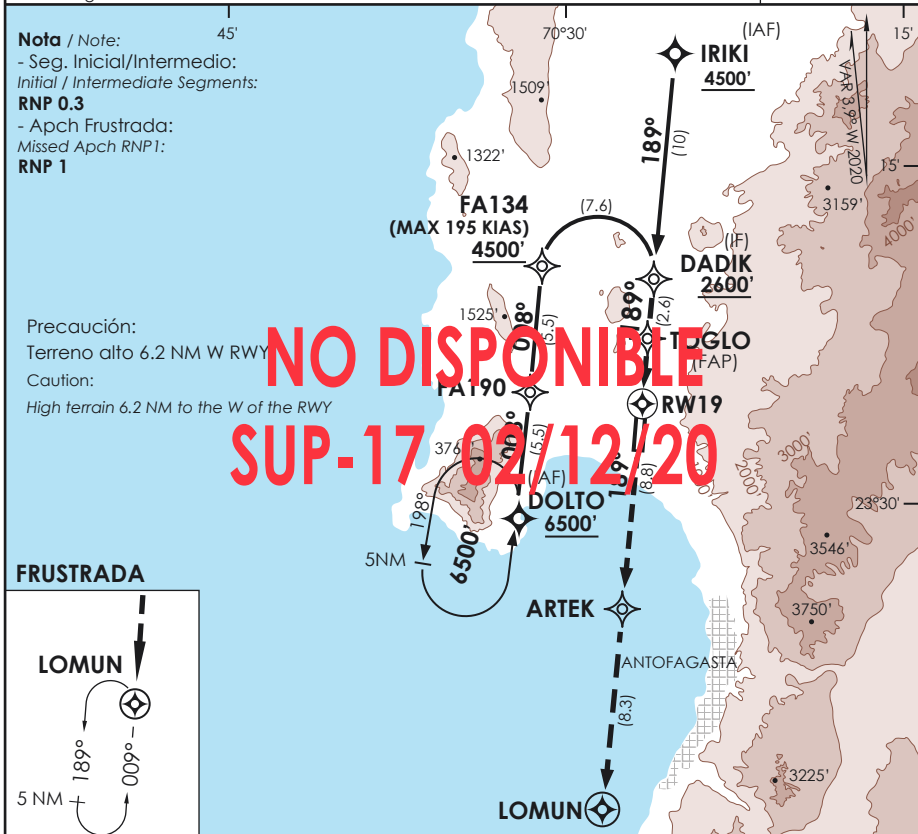 45'
70°30'
15'
Nota / Note:
- Seg. Inicial/Intermedio:
Initial / Intermediate Segments:
RNP 0.3
- Apch Frustrada:
Missed Apch RNP1:
RNP 1
(IAF)
IRIKI
4500'
VAR 3,9° W 2020
1509'
189°
(10)
1322'
15'
3159'
FA134
(MAX 195 KIAS)
4500'
(7.6)
4000'
(IF)
DADIK
2600'
189°
(2.6)
1525'
008°
(5.5)
Precaución:
Terreno alto 6.2 NM W RWY
Caution:
High terrain 6.2 NM to the W of the RWY
TOGLO
(FAP)
NO DISPONIBLE
FA190
RW19
SUP-17 02/12/20
008°
(5.5)
189°
(8.8)
3000'
4000'
(IAF)
DOLTO
6500'
198°
6500'
5NM
23°30'
3546'
3750'
ARTEK
ANTOFAGASTA
(8.3)
3225'
LOMUN
FRUSTRADA
LOMUN
189°
009°
5 NM